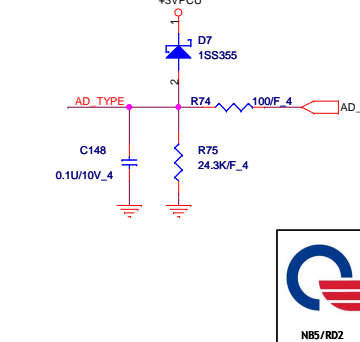 +3VPCU
1
D7
1SS355
2
AD_TYPE
R74
100/F_4
AD_
C148
0.1U/10V_4
R75
24.3K/F_4
NB5/RD2